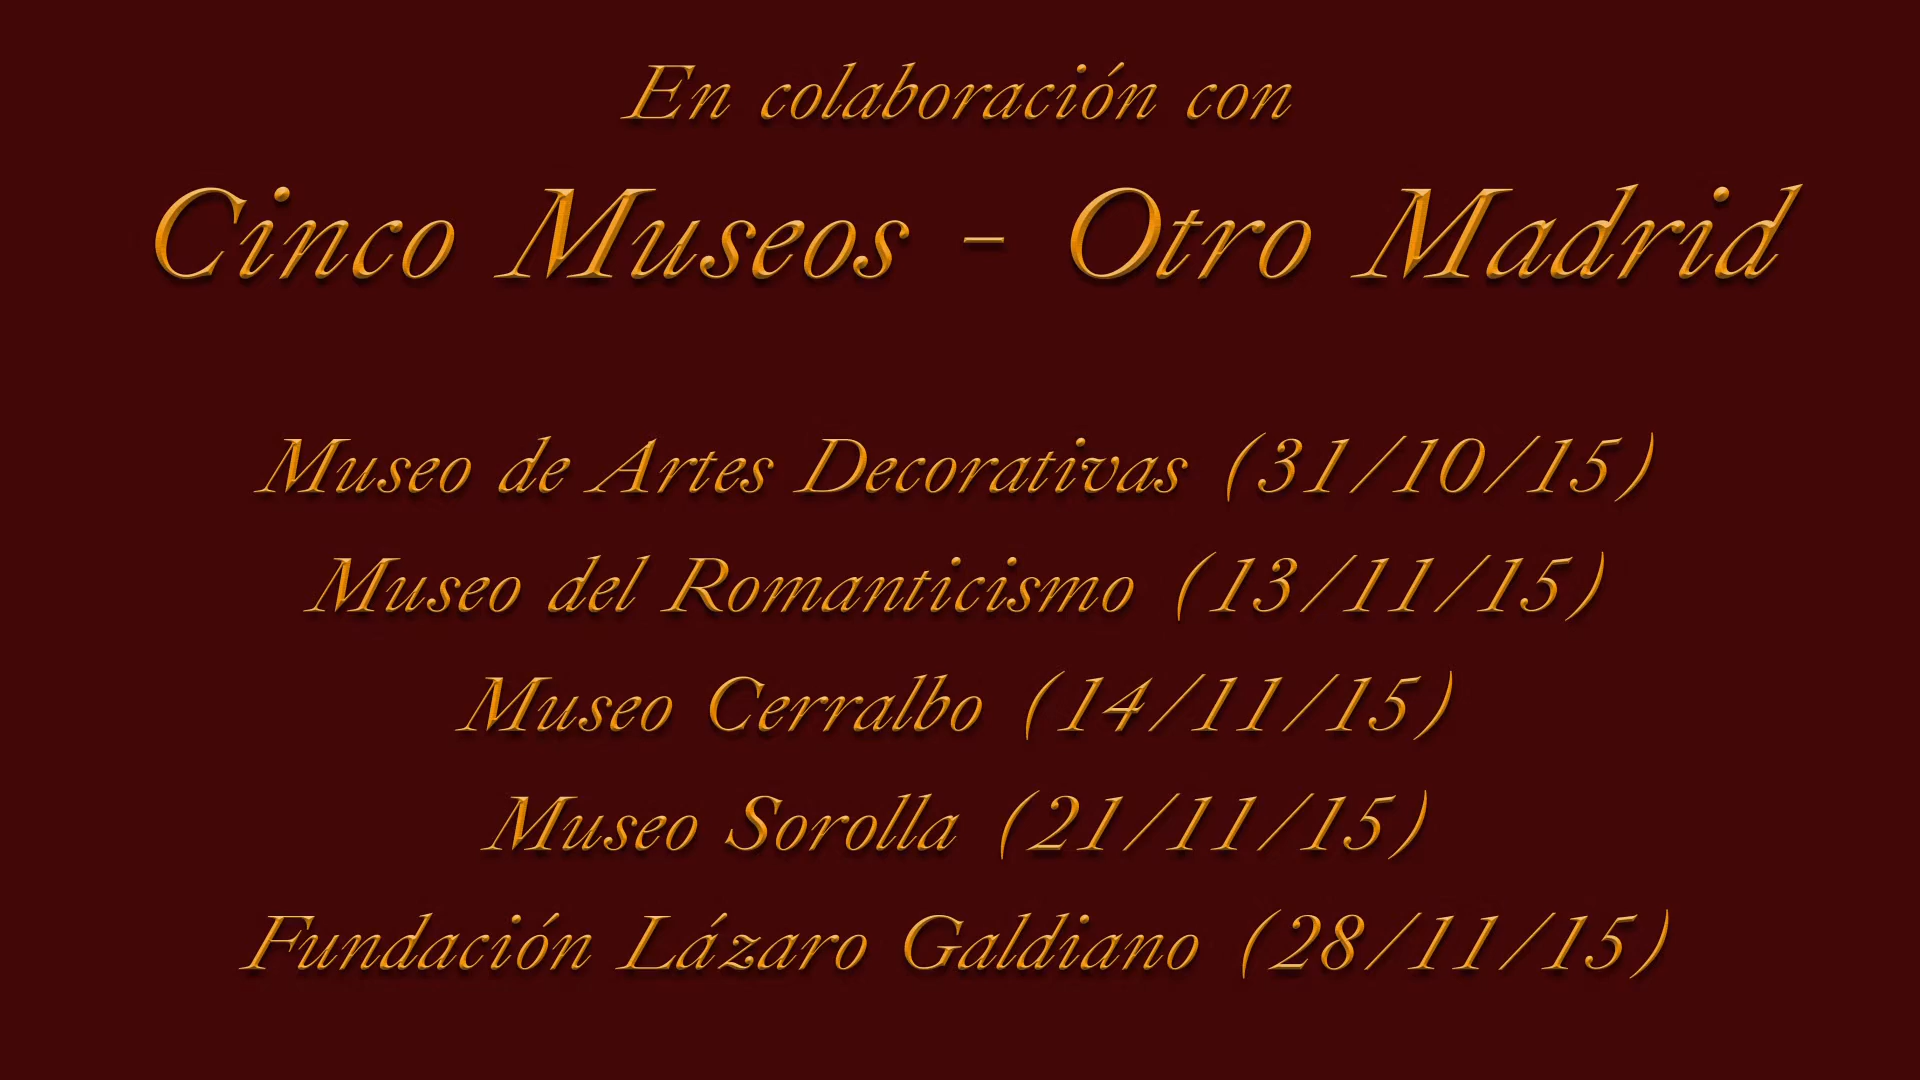 En colaboración con
Cinco Museos - Otro Madrid
Museo de Artes Decorativas (31/10/15)
Museo del Romanticismo (13/11/15)
Museo Cerralbo (14/11/15)
Museo Sorolla (21/11/15)
Fundación Lázaro Galdiano (28/11/15)